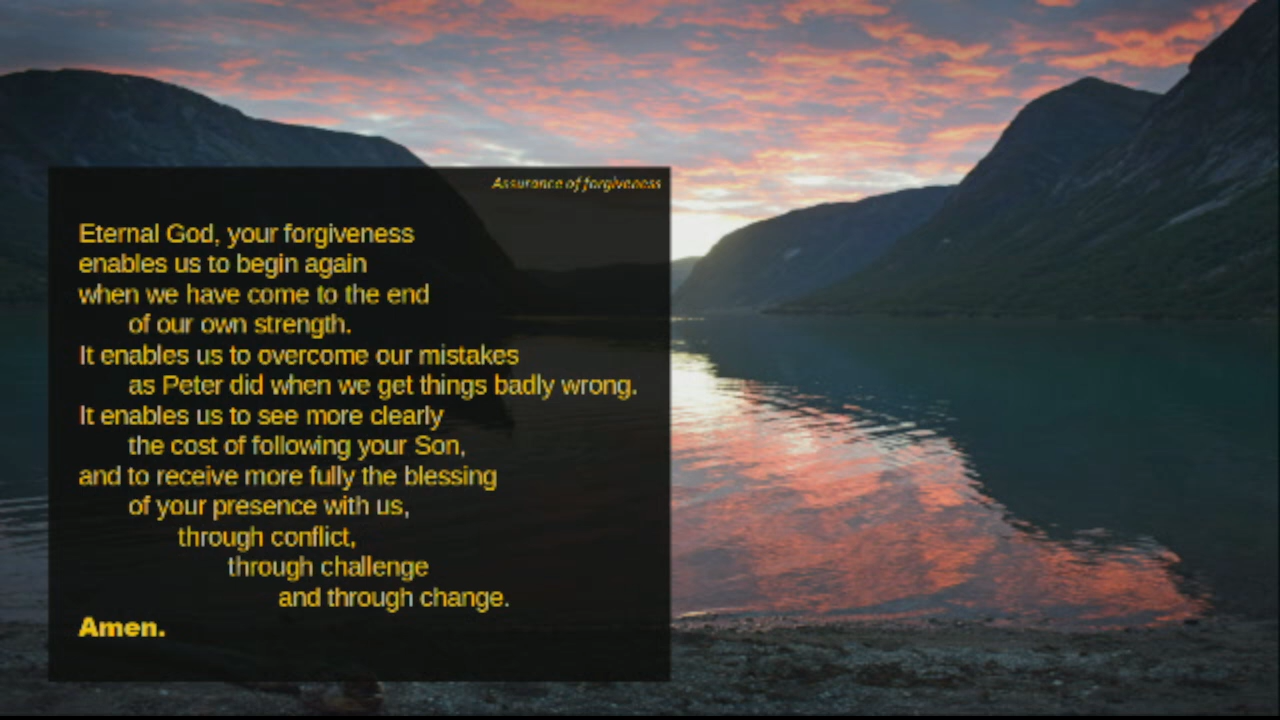 Assurance of forgiveness
Eternal God, your forgiveness
enables us to begin again
when we have come to the end
of our own strength.
It enables us to overcome our mistakes
as Peter did when we get things badly wrong.
It enables us to see more clearly
the cost of following your Son,
and to receive more fully the blessing
of your presence with us,
through conflict,
through challenge
and through change.
Amen.